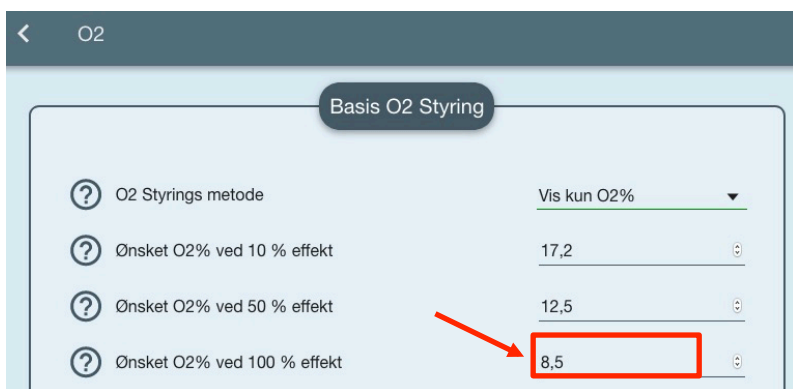 O2
Basis O2 Styring
O2 Styrings metode Vis kun O2%
Ønsket O2% ved 10 % effekt 17,2
Ønsket O2% ved 50 % effekt 12,5
Ønsket O2% ved 100 % effekt 8,5